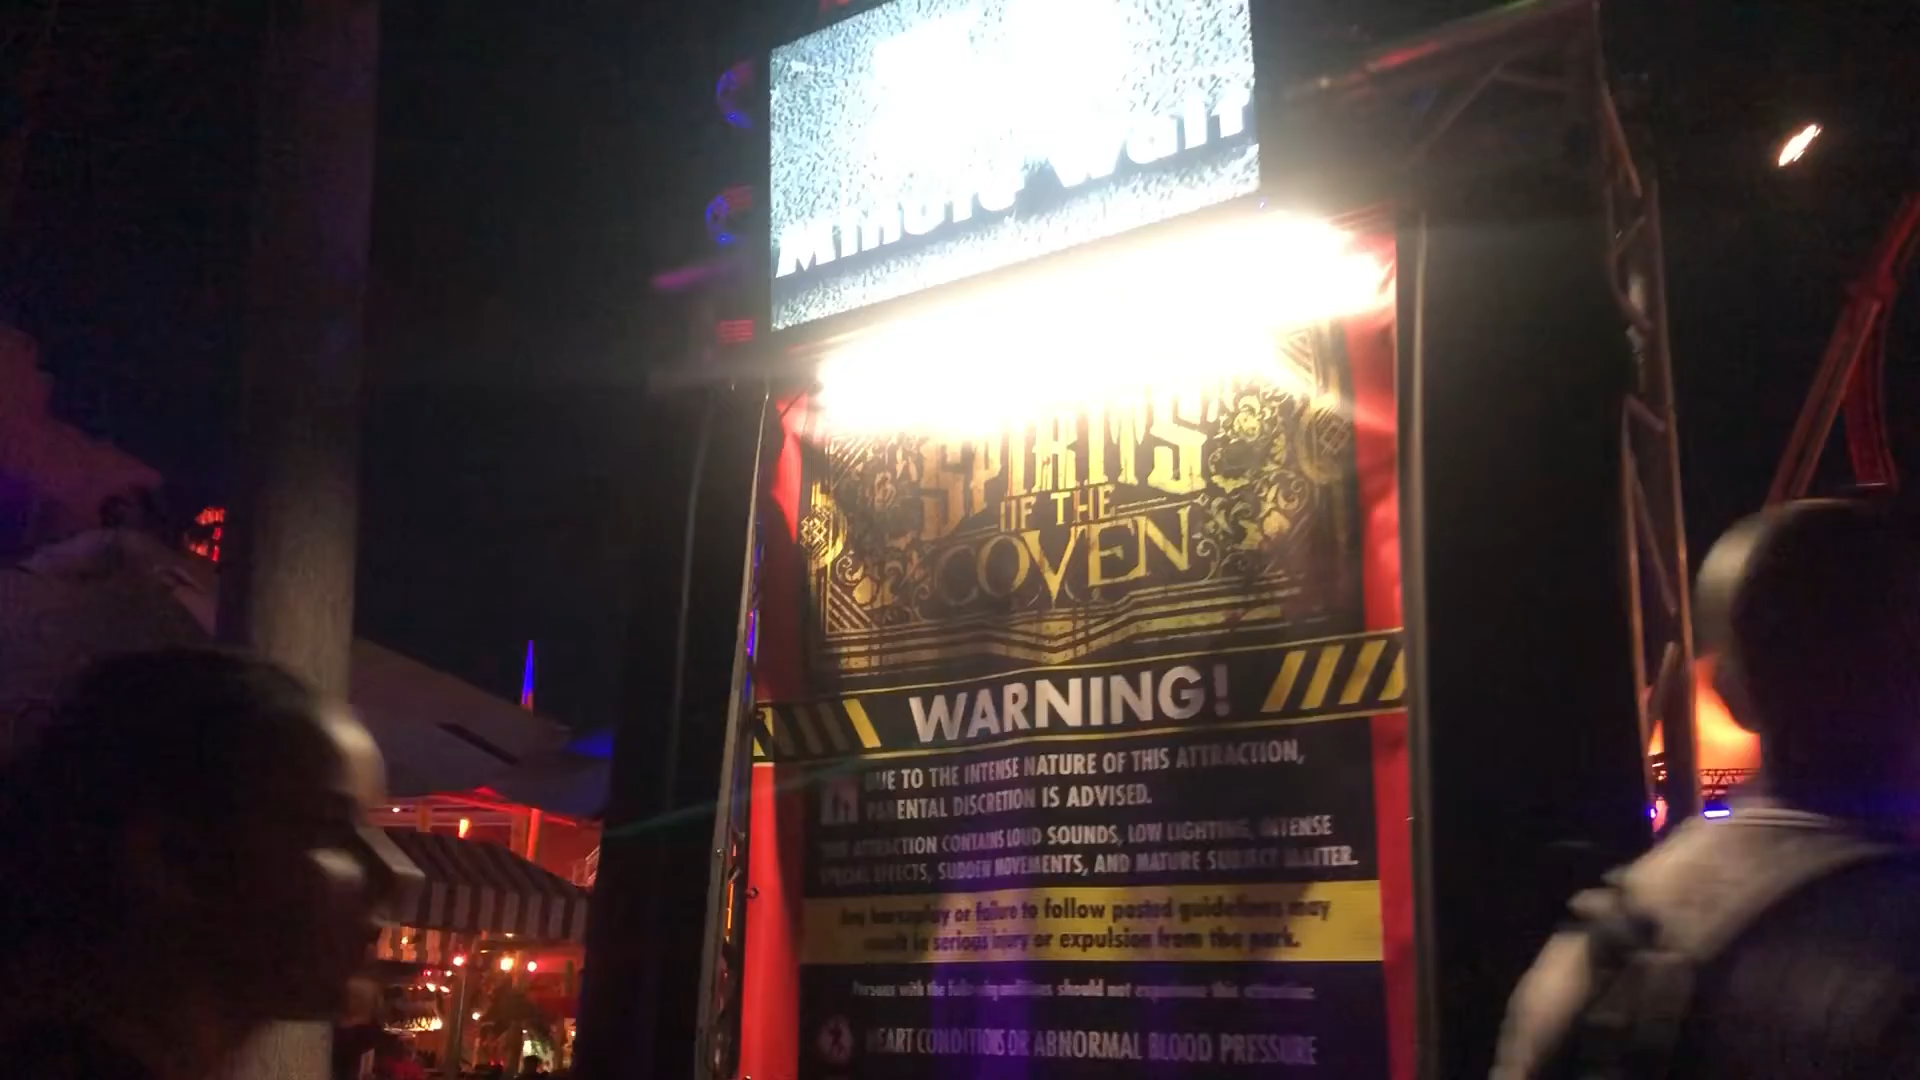 Minute Wait
SPIRITS
OF THE
COVEN
WARNING!
DUE TO THE INTENSE NATURE OF THIS ATTRACTION,
PARENTAL DISCRETION IS ADVISED.
THIS ATTRACTION CONTAINS LOUD SOUNDS, LOW LIGHTING, INTENSE
SPECIAL EFFECTS, SUDDEN MOVEMENTS, AND MATURE SUBJECT MATTER.
Any horseplay or failure to follow posted guidelines may
result in serious injury or expulsion from the park.
Persons with the following conditions should not experience this attraction:
HEART CONDITIONS OR ABNORMAL BLOOD PRESSURE